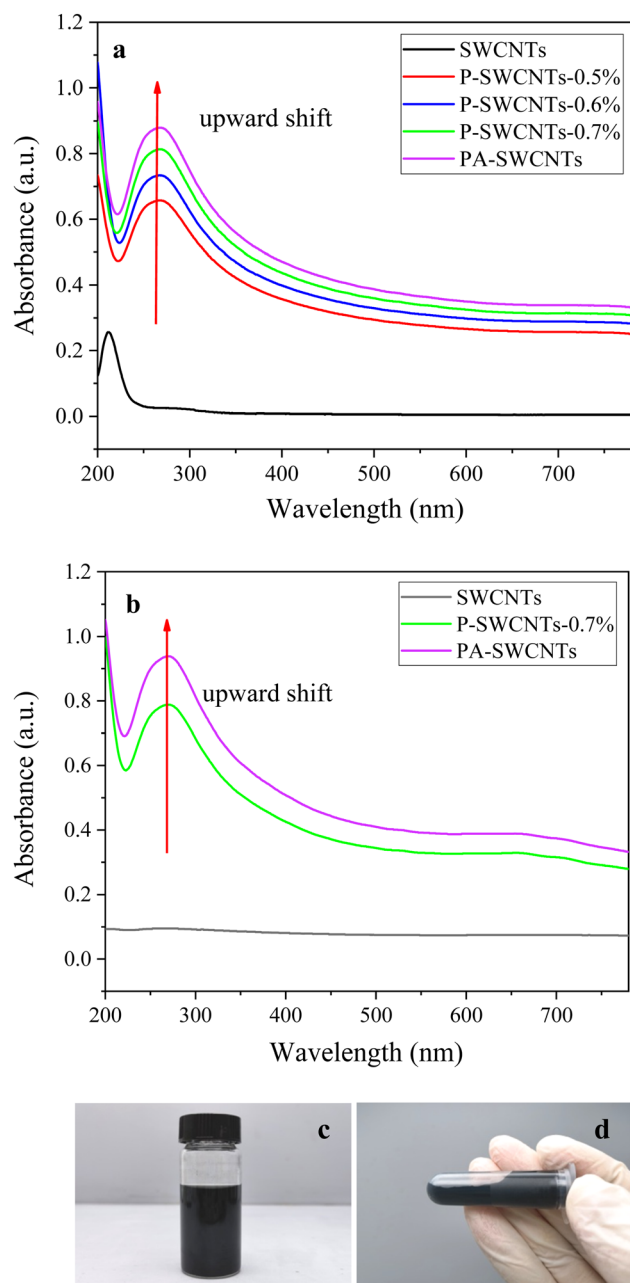 a
SWCNTs
P-SWCNTs-0.5%
P-SWCNTs-0.6%
P-SWCNTs-0.7%
PA-SWCNTs
upward shift
Absorbance (a.u.)
1.2
1.0
0.8
0.6
0.4
0.2
0.0
200 300 400 500 600 700
Wavelength (nm)
b
SWCNTs
P-SWCNTs-0.7%
PA-SWCNTs
upward shift
Absorbance (a.u.)
1.2
1.0
0.8
0.6
0.4
0.2
0.0
200 300 400 500 600 700
Wavelength (nm)
c
d